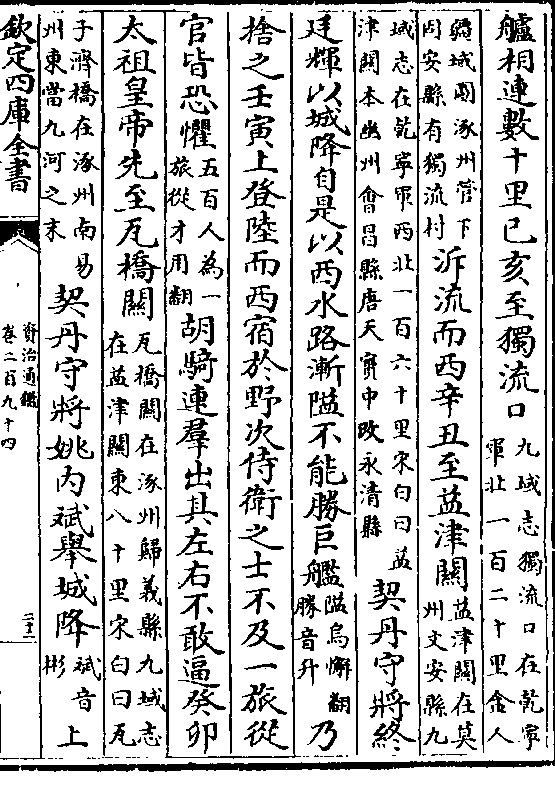 艫相連數十里己亥至獨流口九域志獨流口在乾寧軍北一百二十里金人
疆域圖涿州管下固安縣有獨流村泝流而西辛丑至益津關益津關在莫州文安縣九
域志在乾寧軍西北一百六十里宋白曰益津關本幽州會昌縣唐天寶中改永清縣契丹守將終
廷輝以城降自是以西水路漸隘不能勝巨艦隘烏懈翻勝音升乃
捨之壬寅上登陸而西宿於野次侍衛之士不及一旅從
官皆恐懼五百人為一旅從才用翻胡騎連羣出其左右不敢逼癸卯
太祖皇帝先至瓦橋關瓦橋關在涿州歸義縣九域志在益津關東八十里宋白曰瓦
子濟橋在涿州南易州東當九河之末契丹守將姚内斌舉城降斌音彬上
欽定四庫全書
資治通鑑
卷二百九十四